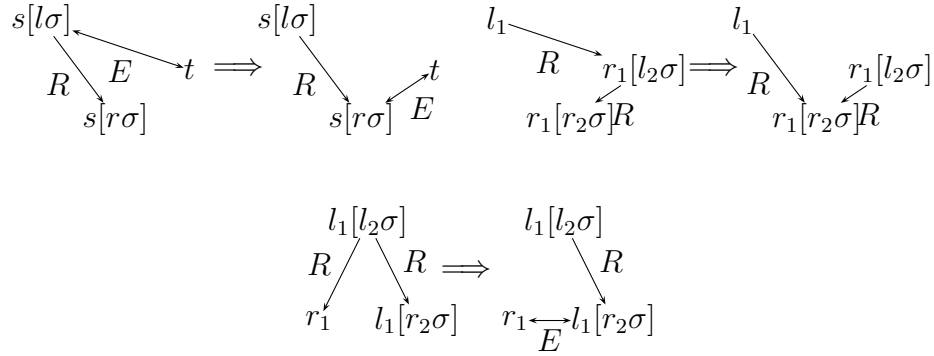 s[lσ] R E t s[rσ] ⟹ s[lσ] R t E s[rσ]
l₁ R r₁[l₂σ] r₁[r₂σ] R ⟹ l₁ R r₁[l₂σ] r₁[r₂σ] R
l₁[l₂σ] R R r₁ l₁[r₂σ] ⟹ l₁[l₂σ] R r₁ E l₁[r₂σ]